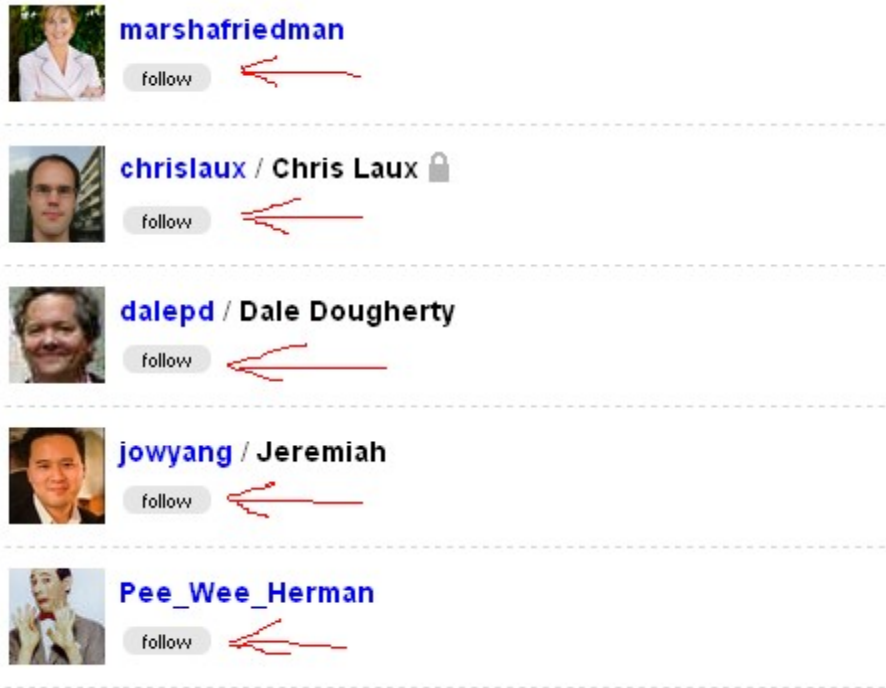 marshafriedman
follow
chrislaux / Chris Laux
follow
dalepd / Dale Dougherty
follow
jowyang / Jeremiah
follow
Pee_Wee_Herman
follow